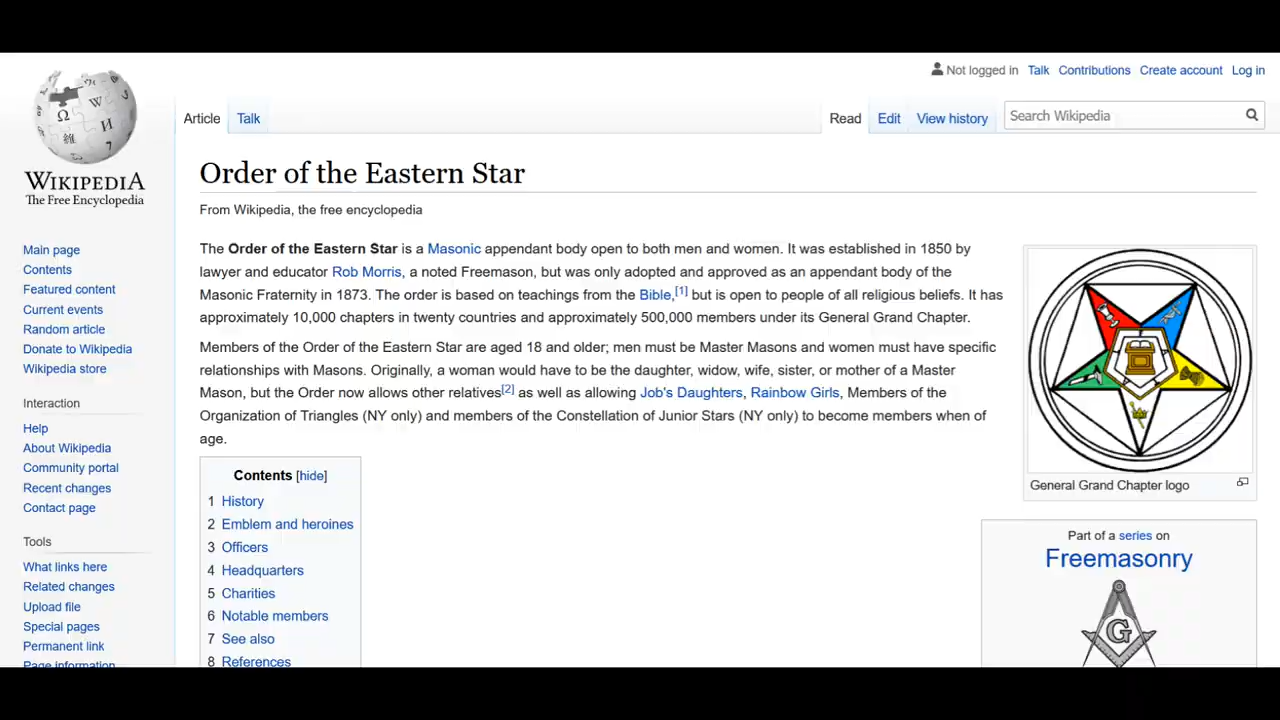 Not logged in Talk Contributions Create account Log in
Article Talk Read Edit View history Search Wikipedia
WIKIPEDIA
The Free Encyclopedia
Main page
Contents
Featured content
Current events
Random article
Donate to Wikipedia
Wikipedia store
Interaction
Help
About Wikipedia
Community portal
Recent changes
Contact page
Tools
What links here
Related changes
Upload file
Special pages
Permanent link
Page information
Order of the Eastern Star
From Wikipedia, the free encyclopedia
The Order of the Eastern Star is a Masonic appendant body open to both men and women. It was established in 1850 by
lawyer and educator Rob Morris, a noted Freemason, but was only adopted and approved as an appendant body of the
Masonic Fraternity in 1873. The order is based on teachings from the Bible,[1] but is open to people of all religious beliefs. It has
approximately 10,000 chapters in twenty countries and approximately 500,000 members under its General Grand Chapter.
Members of the Order of the Eastern Star are aged 18 and older; men must be Master Masons and women must have specific
relationships with Masons. Originally, a woman would have to be the daughter, widow, wife, sister, or mother of a Master
Mason, but the Order now allows other relatives[2] as well as allowing Job's Daughters, Rainbow Girls, Members of the
Organization of Triangles (NY only) and members of the Constellation of Junior Stars (NY only) to become members when of
age.
Contents [hide]
1 History
2 Emblem and heroines
3 Officers
4 Headquarters
5 Charities
6 Notable members
7 See also
8 References
General Grand Chapter logo
Part of a series on
Freemasonry
G